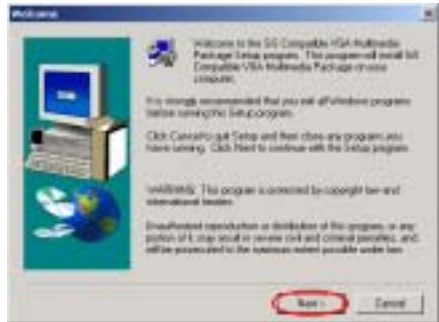 Welcome
Welcome to the SiS Compatible VGA Multimedia
Package Setup program. This program will install SiS
Compatible VGA Multimedia Package on your
computer.
It is strongly recommended that you exit all Windows programs
before running this Setup program.
Click Cancel to quit Setup and then close any programs you
have running. Click Next to continue with the Setup program.
WARNING: This program is protected by copyright law and
international treaties.
Unauthorized reproduction or distribution of this program, or any
portion of it, may result in severe civil and criminal penalties, and
will be prosecuted to the maximum extent possible under law.
Next >
Cancel